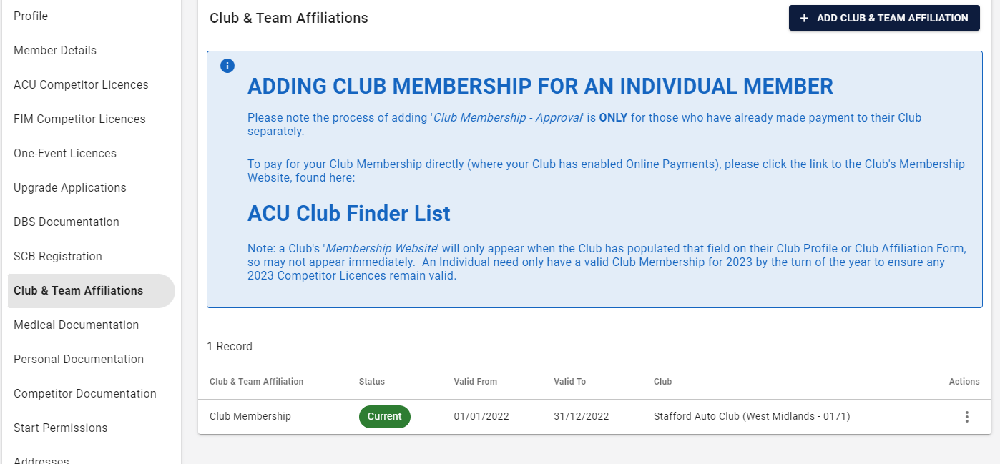 Profile
Member Details
ACU Competitor Licences
FIM Competitor Licences
One-Event Licences
Upgrade Applications
DBS Documentation
SCB Registration
Club & Team Affiliations
Medical Documentation
Personal Documentation
Competitor Documentation
Start Permissions
Addresses
Club & Team Affiliations
+ ADD CLUB & TEAM AFFILIATION
ADDING CLUB MEMBERSHIP FOR AN INDIVIDUAL MEMBER
Please note the process of adding 'Club Membership - Approval' is ONLY for those who have already made payment to their Club
separately.
To pay for your Club Membership directly (where your Club has enabled Online Payments), please click the link to the Club's Membership
Website, found here:
ACU Club Finder List
Note: a Club's 'Membership Website' will only appear when the Club has populated that field on their Club Profile or Club Affiliation Form,
so may not appear immediately.  An Individual need only have a valid Club Membership for 2023 by the turn of the year to ensure any
2023 Competitor Licences remain valid.
1 Record
Club & Team Affiliation Status Valid From Valid To Club Actions
Club Membership Current 01/01/2022 31/12/2022 Stafford Auto Club (West Midlands - 0171)